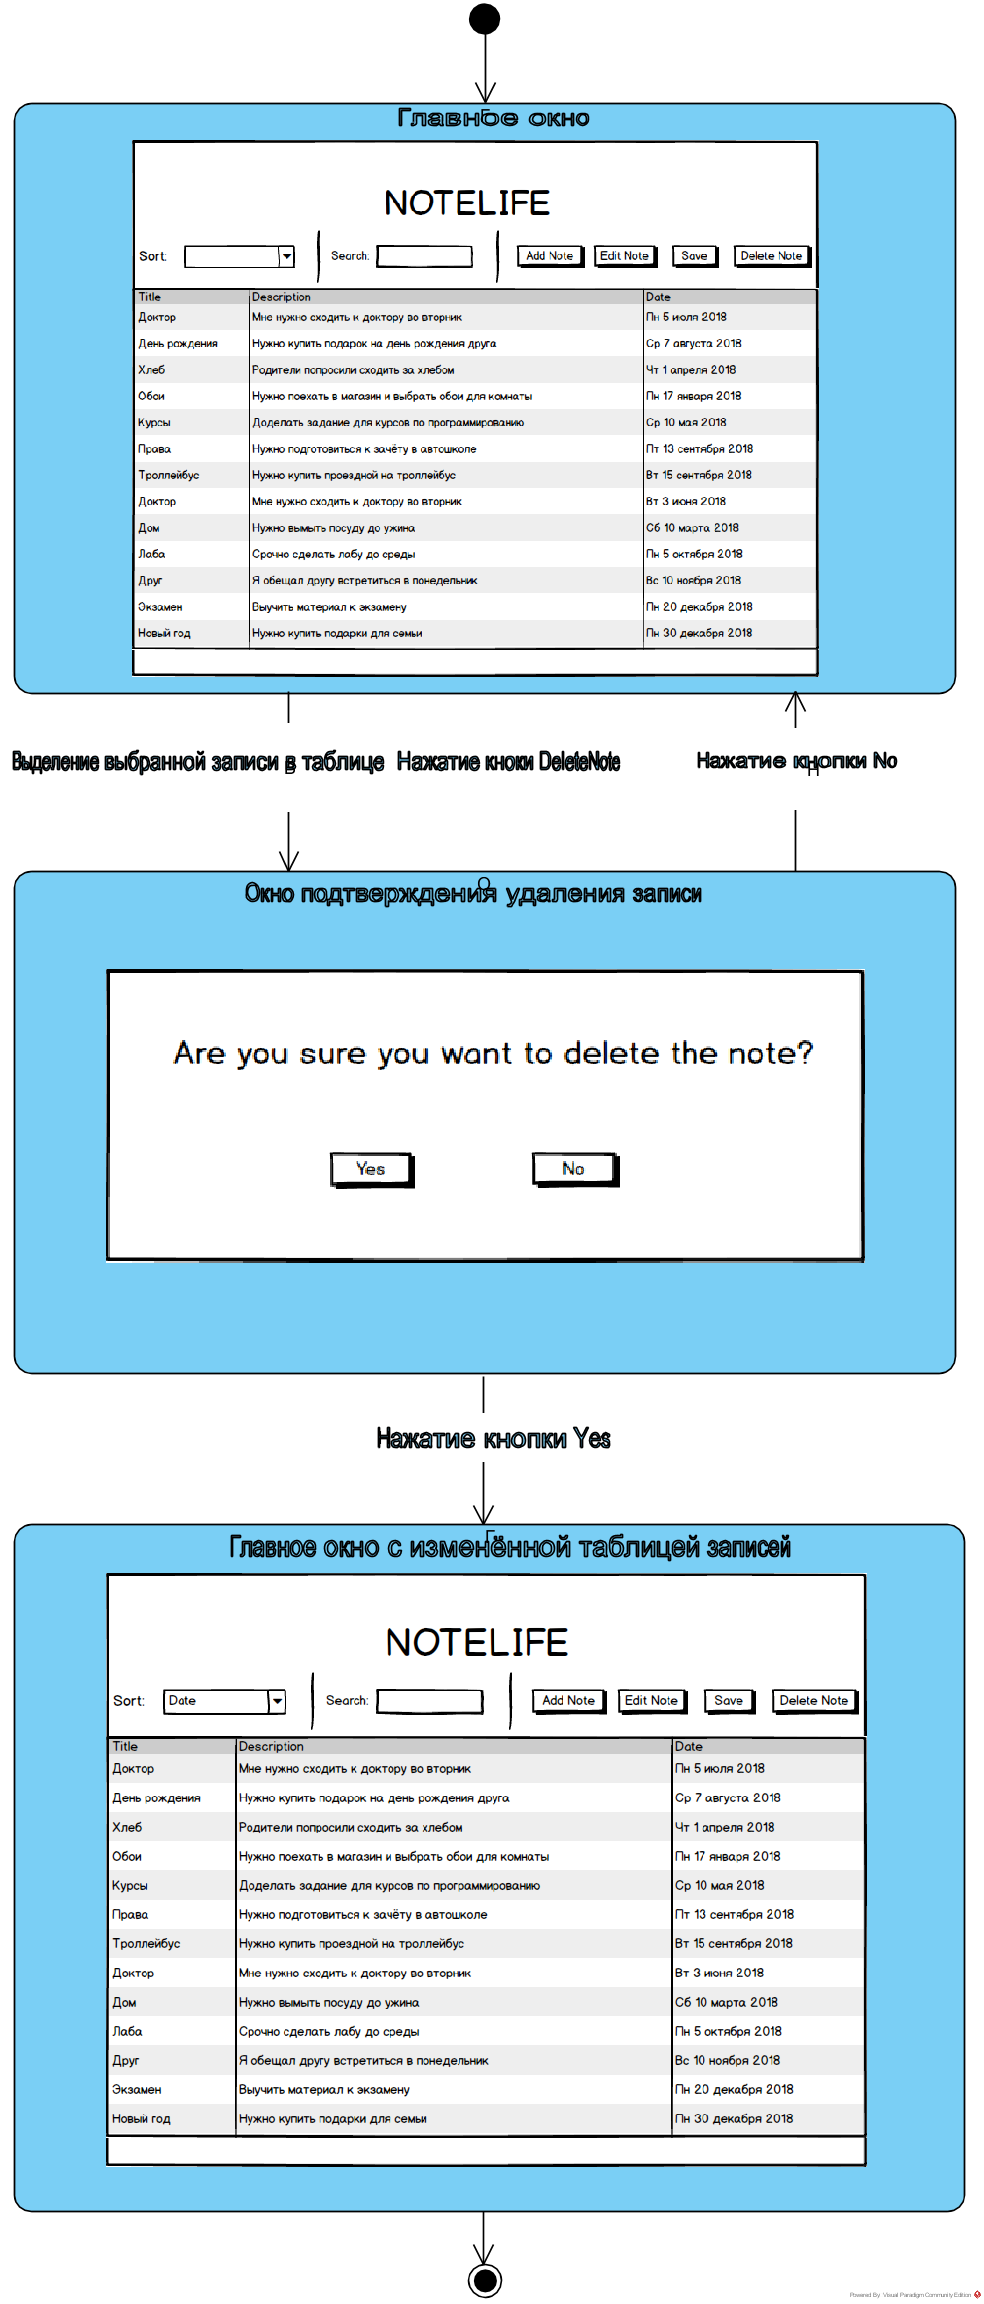 Главное окно
NOTELIFE
Sort: Search: Add Note Edit Note Save Delete Note
Title Description Date
Доктор Мне нужно сходить к доктору во вторник Пн 5 июля 2018
День рождения Нужно купить подарок на день рождения друга Ср 7 августа 2018
Хлеб Родители попросили сходить за хлебом Чт 1 апреля 2018
Обои Нужно поехать в магазин и выбрать обои для комнаты Пн 17 января 2018
Курсы Доделать задание для курсов по программированию Ср 10 мая 2018
Права Нужно подготовиться к зачёту в автошколе Пт 13 сентября 2018
Троллейбус Нужно купить проездной на троллейбус Вт 15 сентября 2018
Доктор Мне нужно сходить к доктору во вторник Вт 3 июня 2018
Дом Нужно вымыть посуду до ужина Сб 10 марта 2018
Лаба Срочно сделать лабу до среды Пн 5 октября 2018
Друг Я обещал другу встретиться в понедельник Вс 10 ноября 2018
Экзамен Выучить материал к экзамену Пн 20 декабря 2018
Новый год Нужно купить подарки для семьи Пн 30 декабря 2018
Выделение выбранной записи в таблице Нажатие кноки DeleteNote Нажатие кнопки No
Окно подтверждения удаления записи
Are you sure you want to delete the note?
Yes No
Нажатие кнопки Yes
Главное окно с изменённой таблицей записей
NOTELIFE
Sort: Date Search: Add Note Edit Note Save Delete Note
Title Description Date
Доктор Мне нужно сходить к доктору во вторник Пн 5 июля 2018
День рождения Нужно купить подарок на день рождения друга Ср 7 августа 2018
Хлеб Родители попросили сходить за хлебом Чт 1 апреля 2018
Обои Нужно поехать в магазин и выбрать обои для комнаты Пн 17 января 2018
Курсы Доделать задание для курсов по программированию Ср 10 мая 2018
Права Нужно подготовиться к зачёту в автошколе Пт 13 сентября 2018
Троллейбус Нужно купить проездной на троллейбус Вт 15 сентября 2018
Доктор Мне нужно сходить к доктору во вторник Вт 3 июня 2018
Дом Нужно вымыть посуду до ужина Сб 10 марта 2018
Лаба Срочно сделать лабу до среды Пн 5 октября 2018
Друг Я обещал другу встретиться в понедельник Вс 10 ноября 2018
Экзамен Выучить материал к экзамену Пн 20 декабря 2018
Новый год Нужно купить подарки для семьи Пн 30 декабря 2018
Powered By Visual Paradigm Community Edition